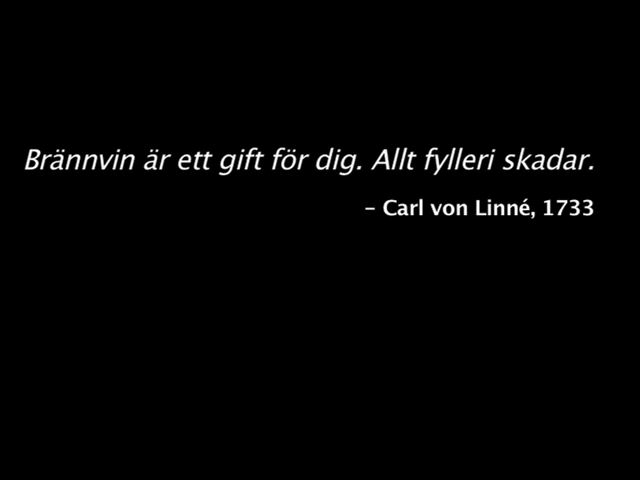 Brännvin är ett gift för dig. Allt fylleri skadar.
– Carl von Linné, 1733